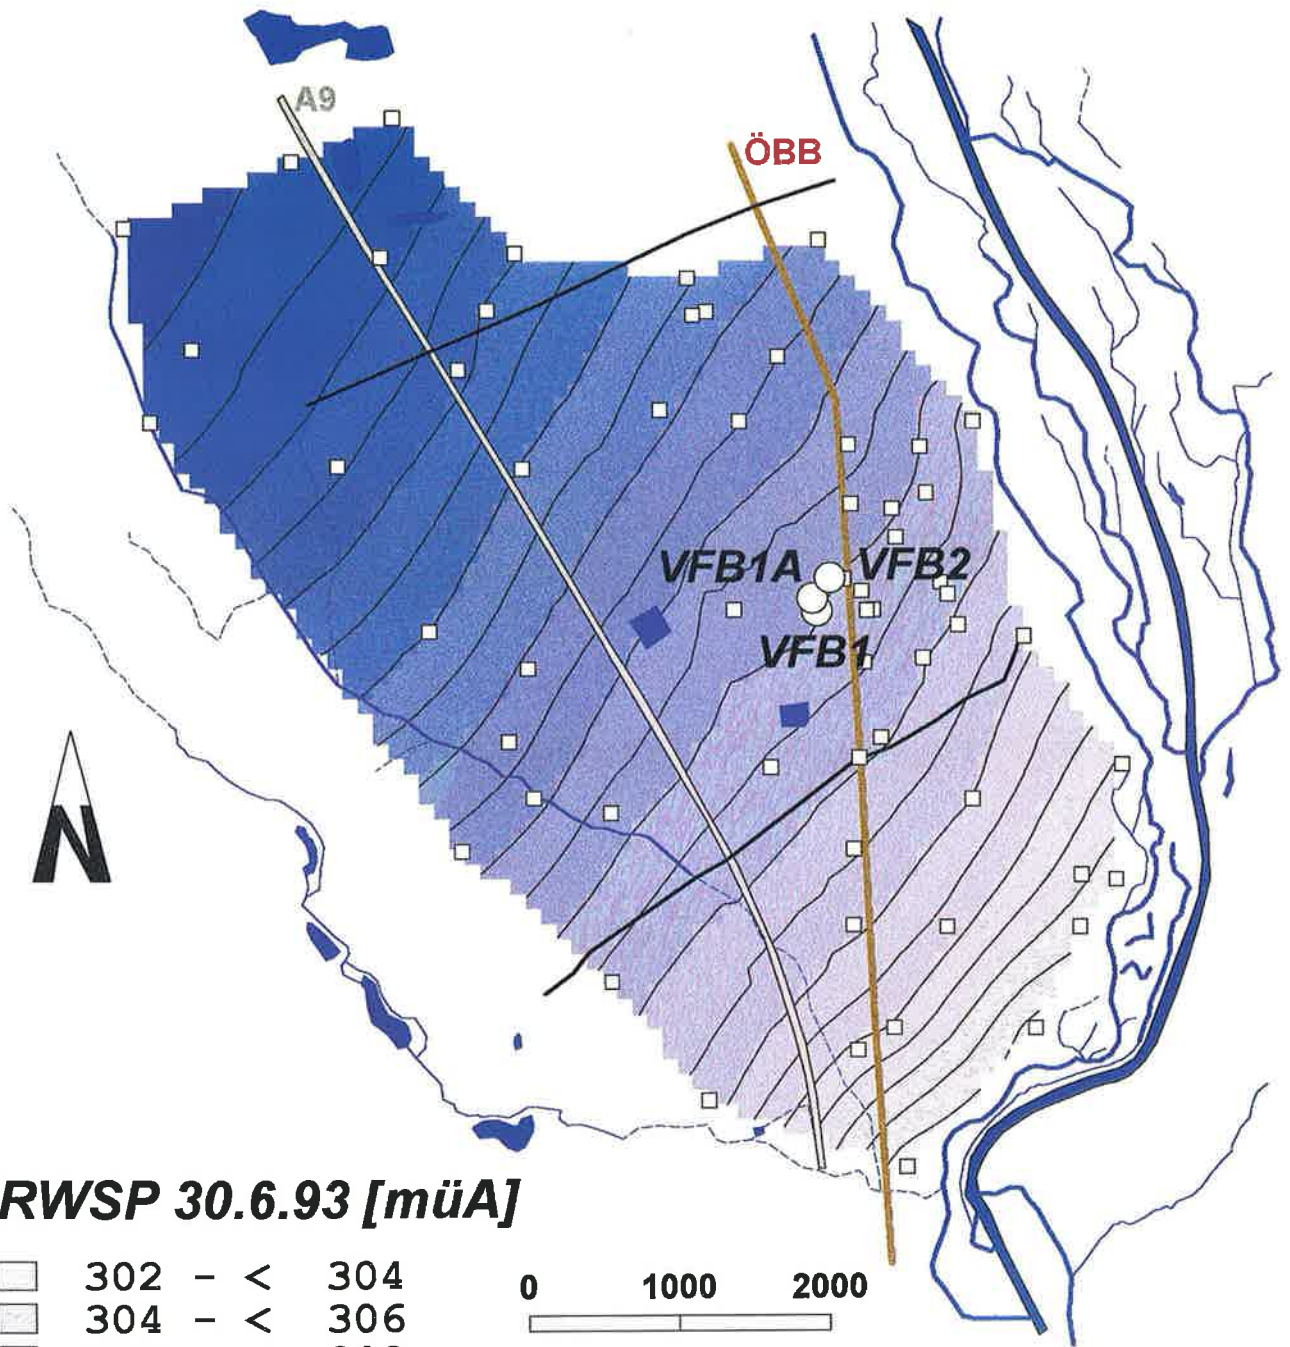 A9
ÖBB
VFB1A
VFB2
VFB1
N
RWSP 30.6.93 [müA]
302 - < 304
304 - < 306
0 1000 2000